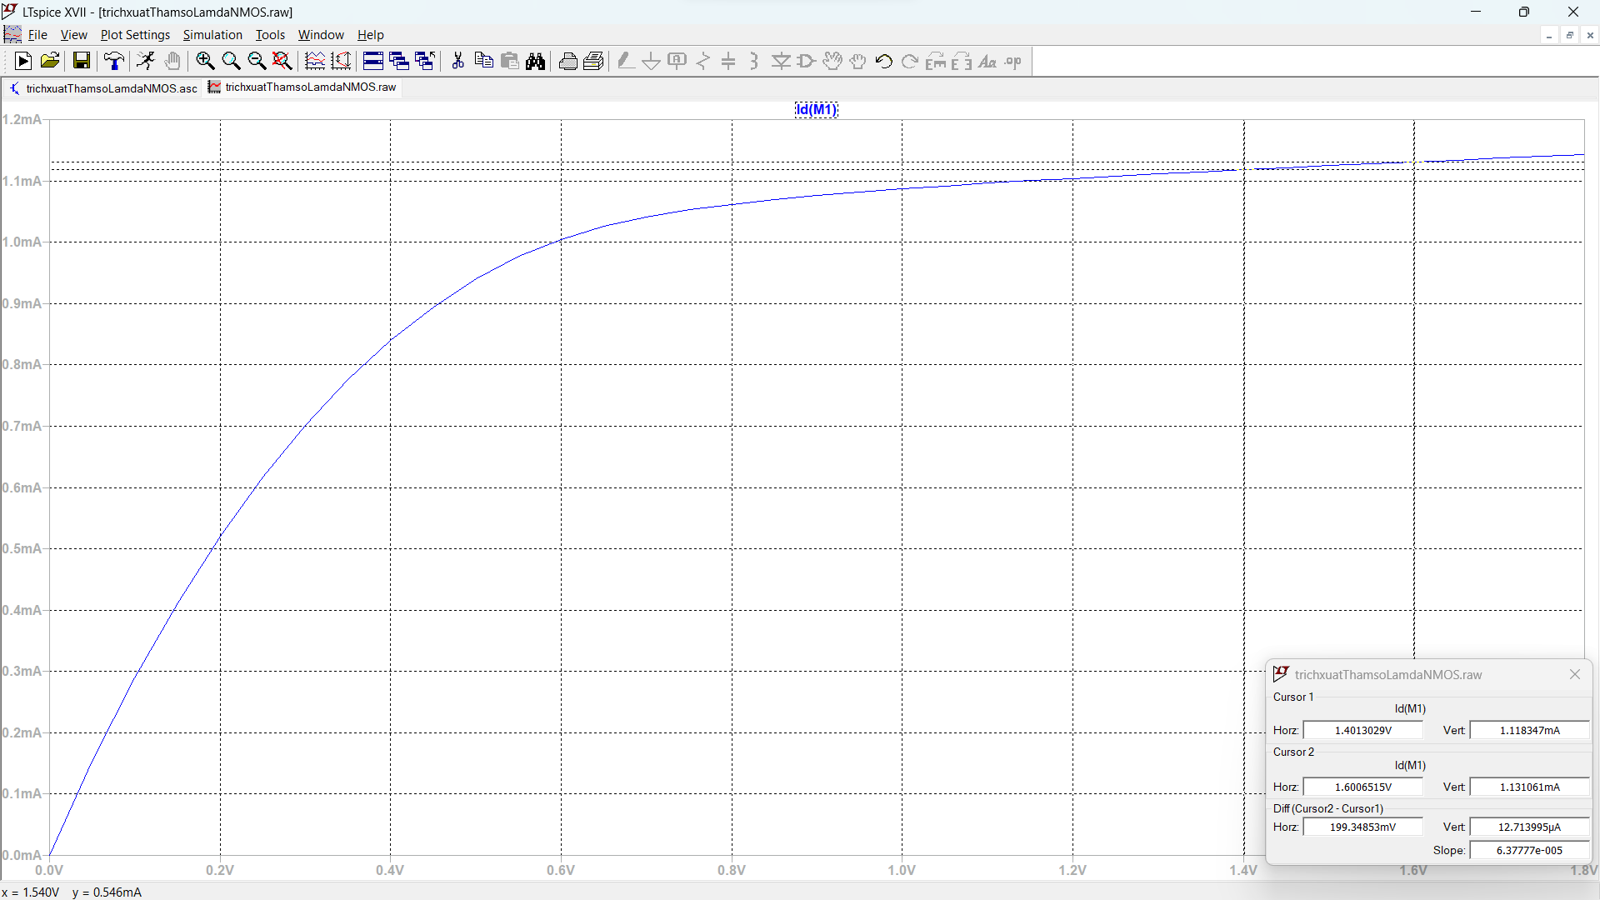 LTspice XVII - [trichxuatThamsoLamdaNMOS.raw]
File View Plot Settings Simulation Tools Window Help
trichxuatThamsoLamdaNMOS.asc trichxuatThamsoLamdaNMOS.raw
Id(M1)
1.2mA
1.1mA
1.0mA
0.9mA
0.8mA
0.7mA
0.6mA
0.5mA
0.4mA
0.3mA
0.2mA
0.1mA
0.0mA
0.0V 0.2V 0.4V 0.6V 0.8V 1.0V 1.2V 1.4V 1.6V 1.8V
trichxuatThamsoLamdaNMOS.raw
Cursor 1
Id(M1)
Horz: 1.4013029V Vert: 1.118347mA
Cursor 2
Id(M1)
Horz: 1.6006515V Vert: 1.131061mA
Diff (Cursor2 - Cursor1)
Horz: 199.34853mV Vert: 12.713995µA
Slope: 6.37777e-005
x = 1.540V y = 0.546mA